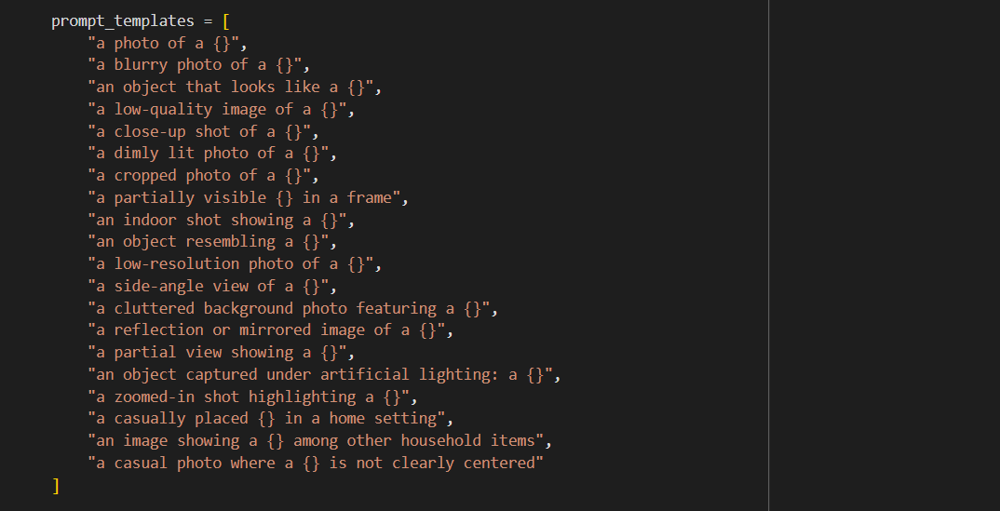 prompt_templates = [
"a photo of a {}",
"a blurry photo of a {}",
"an object that looks like a {}",
"a low-quality image of a {}",
"a close-up shot of a {}",
"a dimly lit photo of a {}",
"a cropped photo of a {}",
"a partially visible {} in a frame",
"an indoor shot showing a {}",
"an object resembling a {}",
"a low-resolution photo of a {}",
"a side-angle view of a {}",
"a cluttered background photo featuring a {}",
"a reflection or mirrored image of a {}",
"a partial view showing a {}",
"an object captured under artificial lighting: a {}",
"a zoomed-in shot highlighting a {}",
"a casually placed {} in a home setting",
"an image showing a {} among other household items",
"a casual photo where a {} is not clearly centered"
]